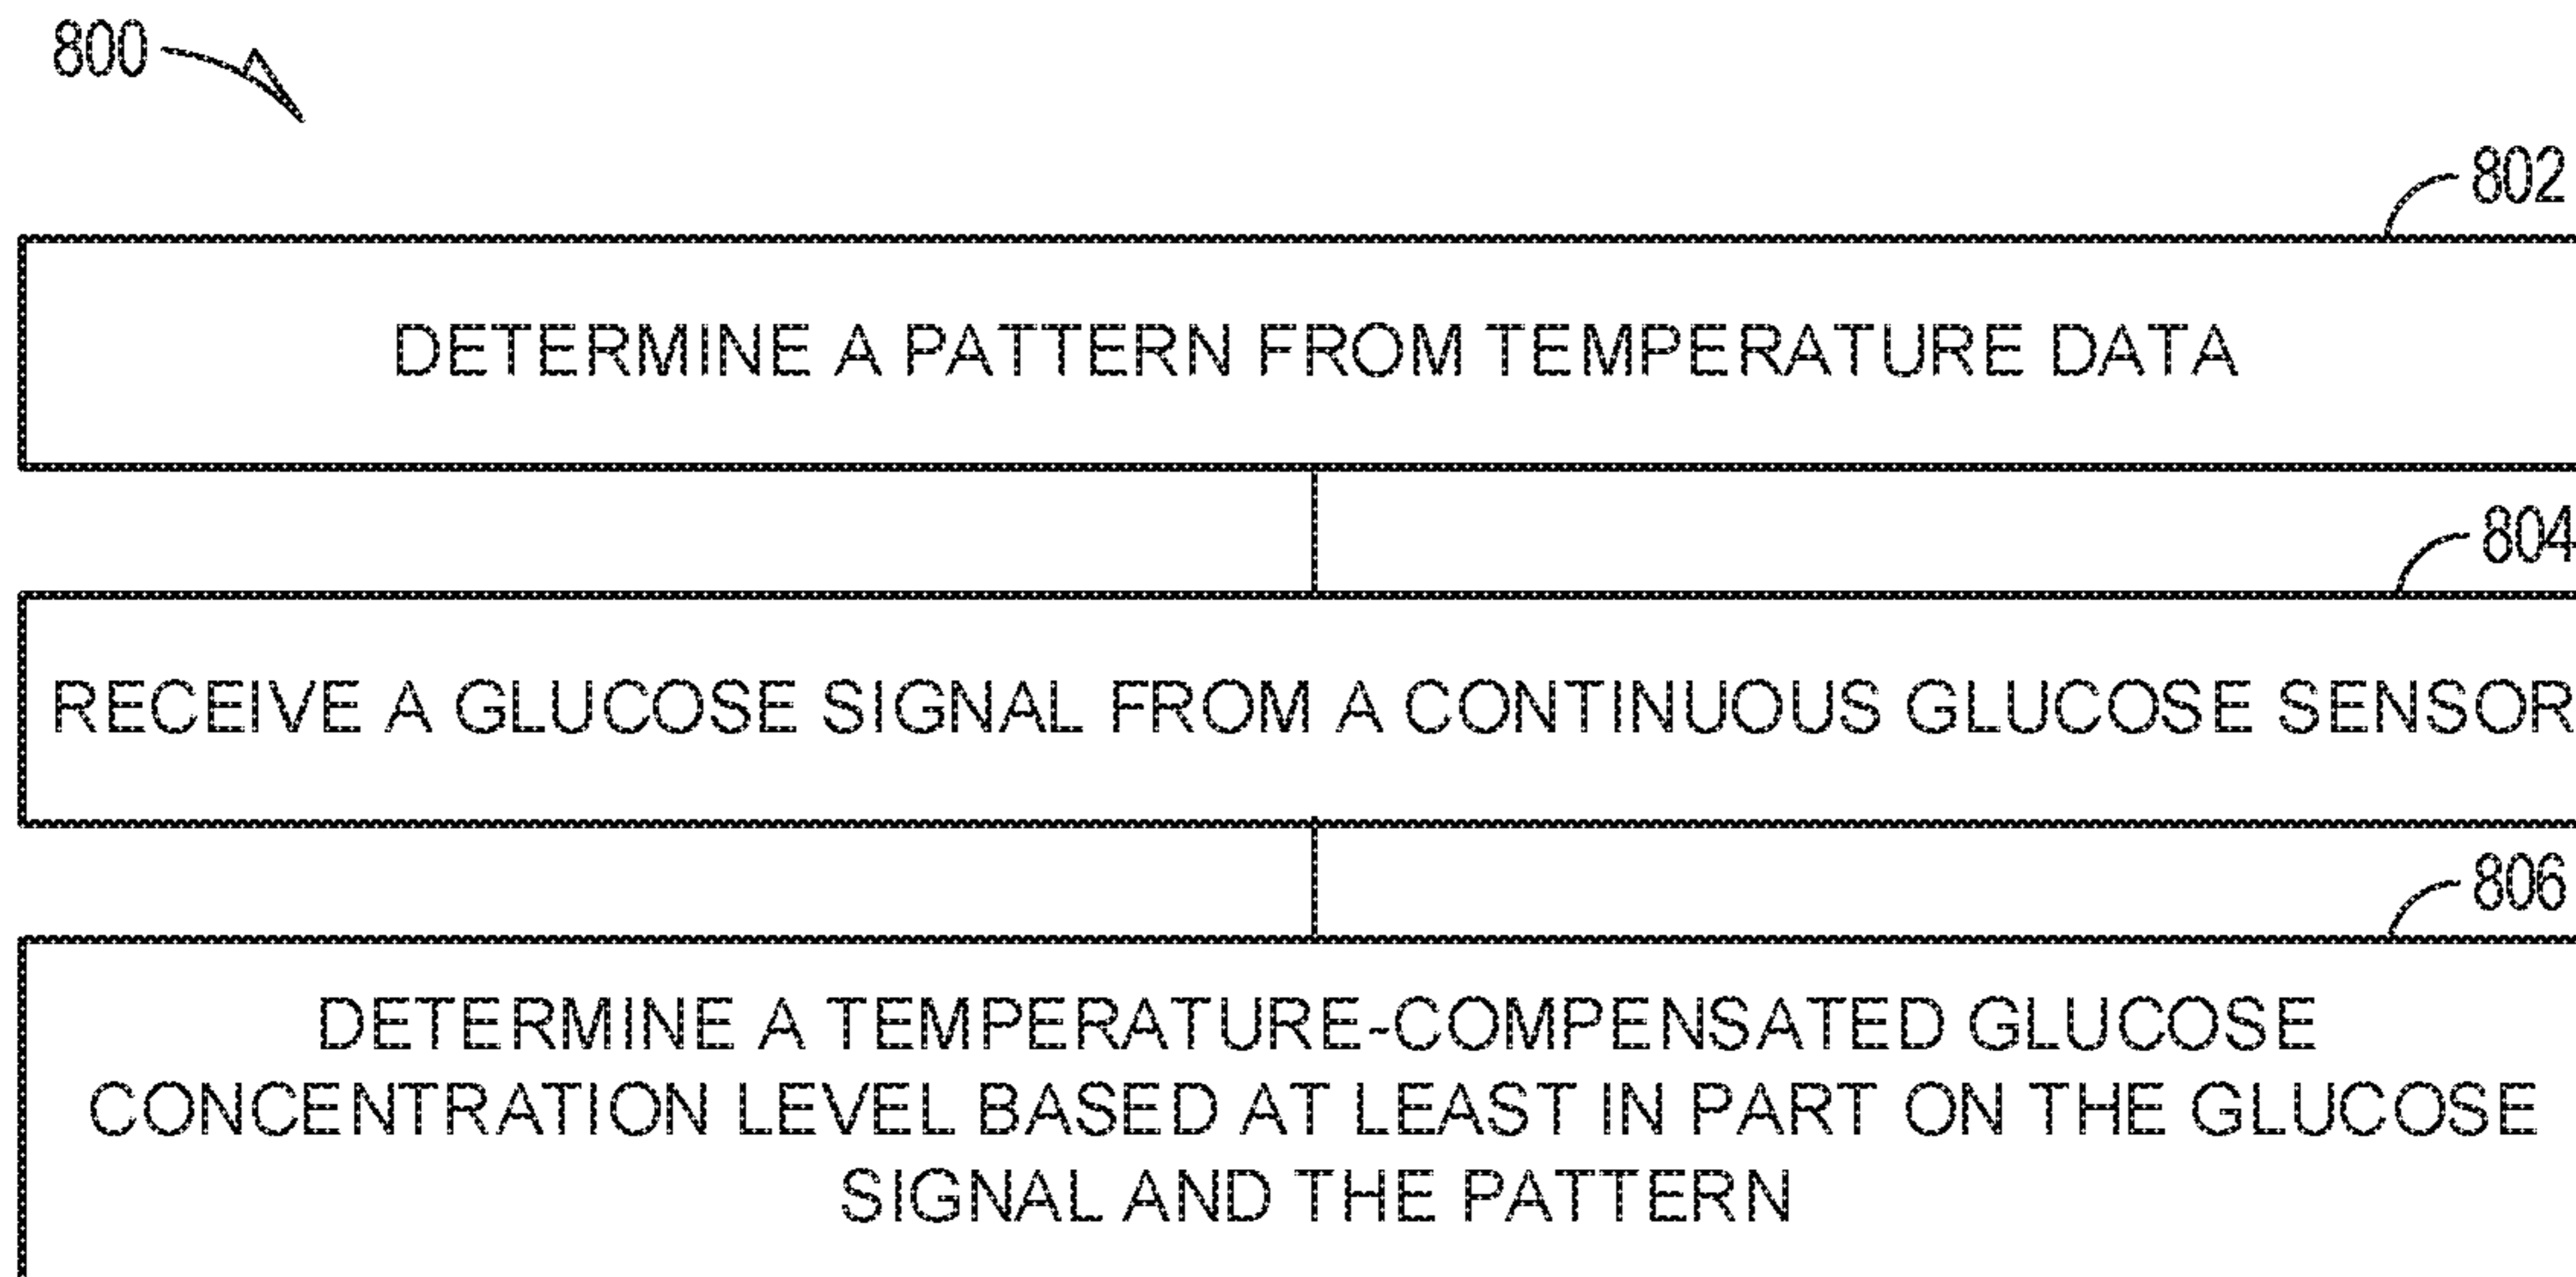 800
802
DETERMINE A PATTERN FROM TEMPERATURE DATA
804
RECEIVE A GLUCOSE SIGNAL FROM A CONTINUOUS GLUCOSE SENSOR
806
DETERMINE A TEMPERATURE-COMPENSATED GLUCOSE
CONCENTRATION LEVEL BASED AT LEAST IN PART ON THE GLUCOSE
SIGNAL AND THE PATTERN